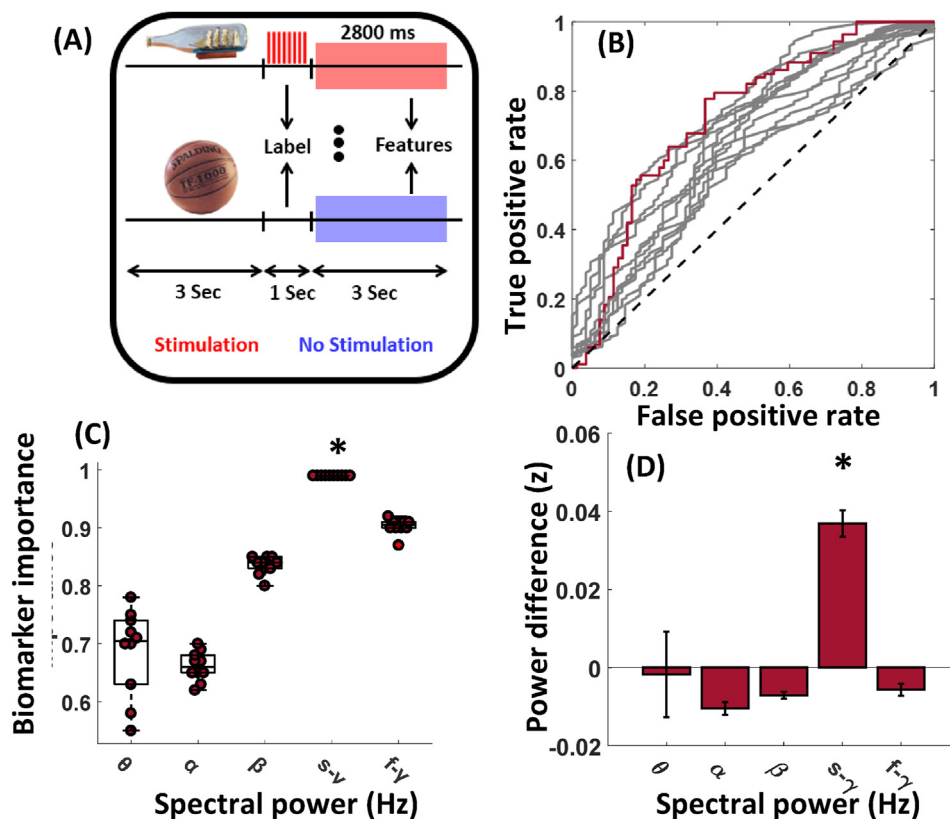 (A)
2800 ms
Label
Features
SPALDING
TF-1000
3 Sec
1 Sec
3 Sec
Stimulation
No Stimulation
(B)
True positive rate
1
0.8
0.6
0.4
0.2
0
0
0.2
0.4
0.6
0.8
1
False positive rate
(C)
*
Biomarker importance
1
0.9
0.8
0.7
0.6
θ
α
β
s-γ
f-γ
Spectral power (Hz)
(D)
*
Power difference (z)
0.06
0.04
0.02
0
-0.02
θ
α
β
s-γ
f-γ
Spectral power (Hz)